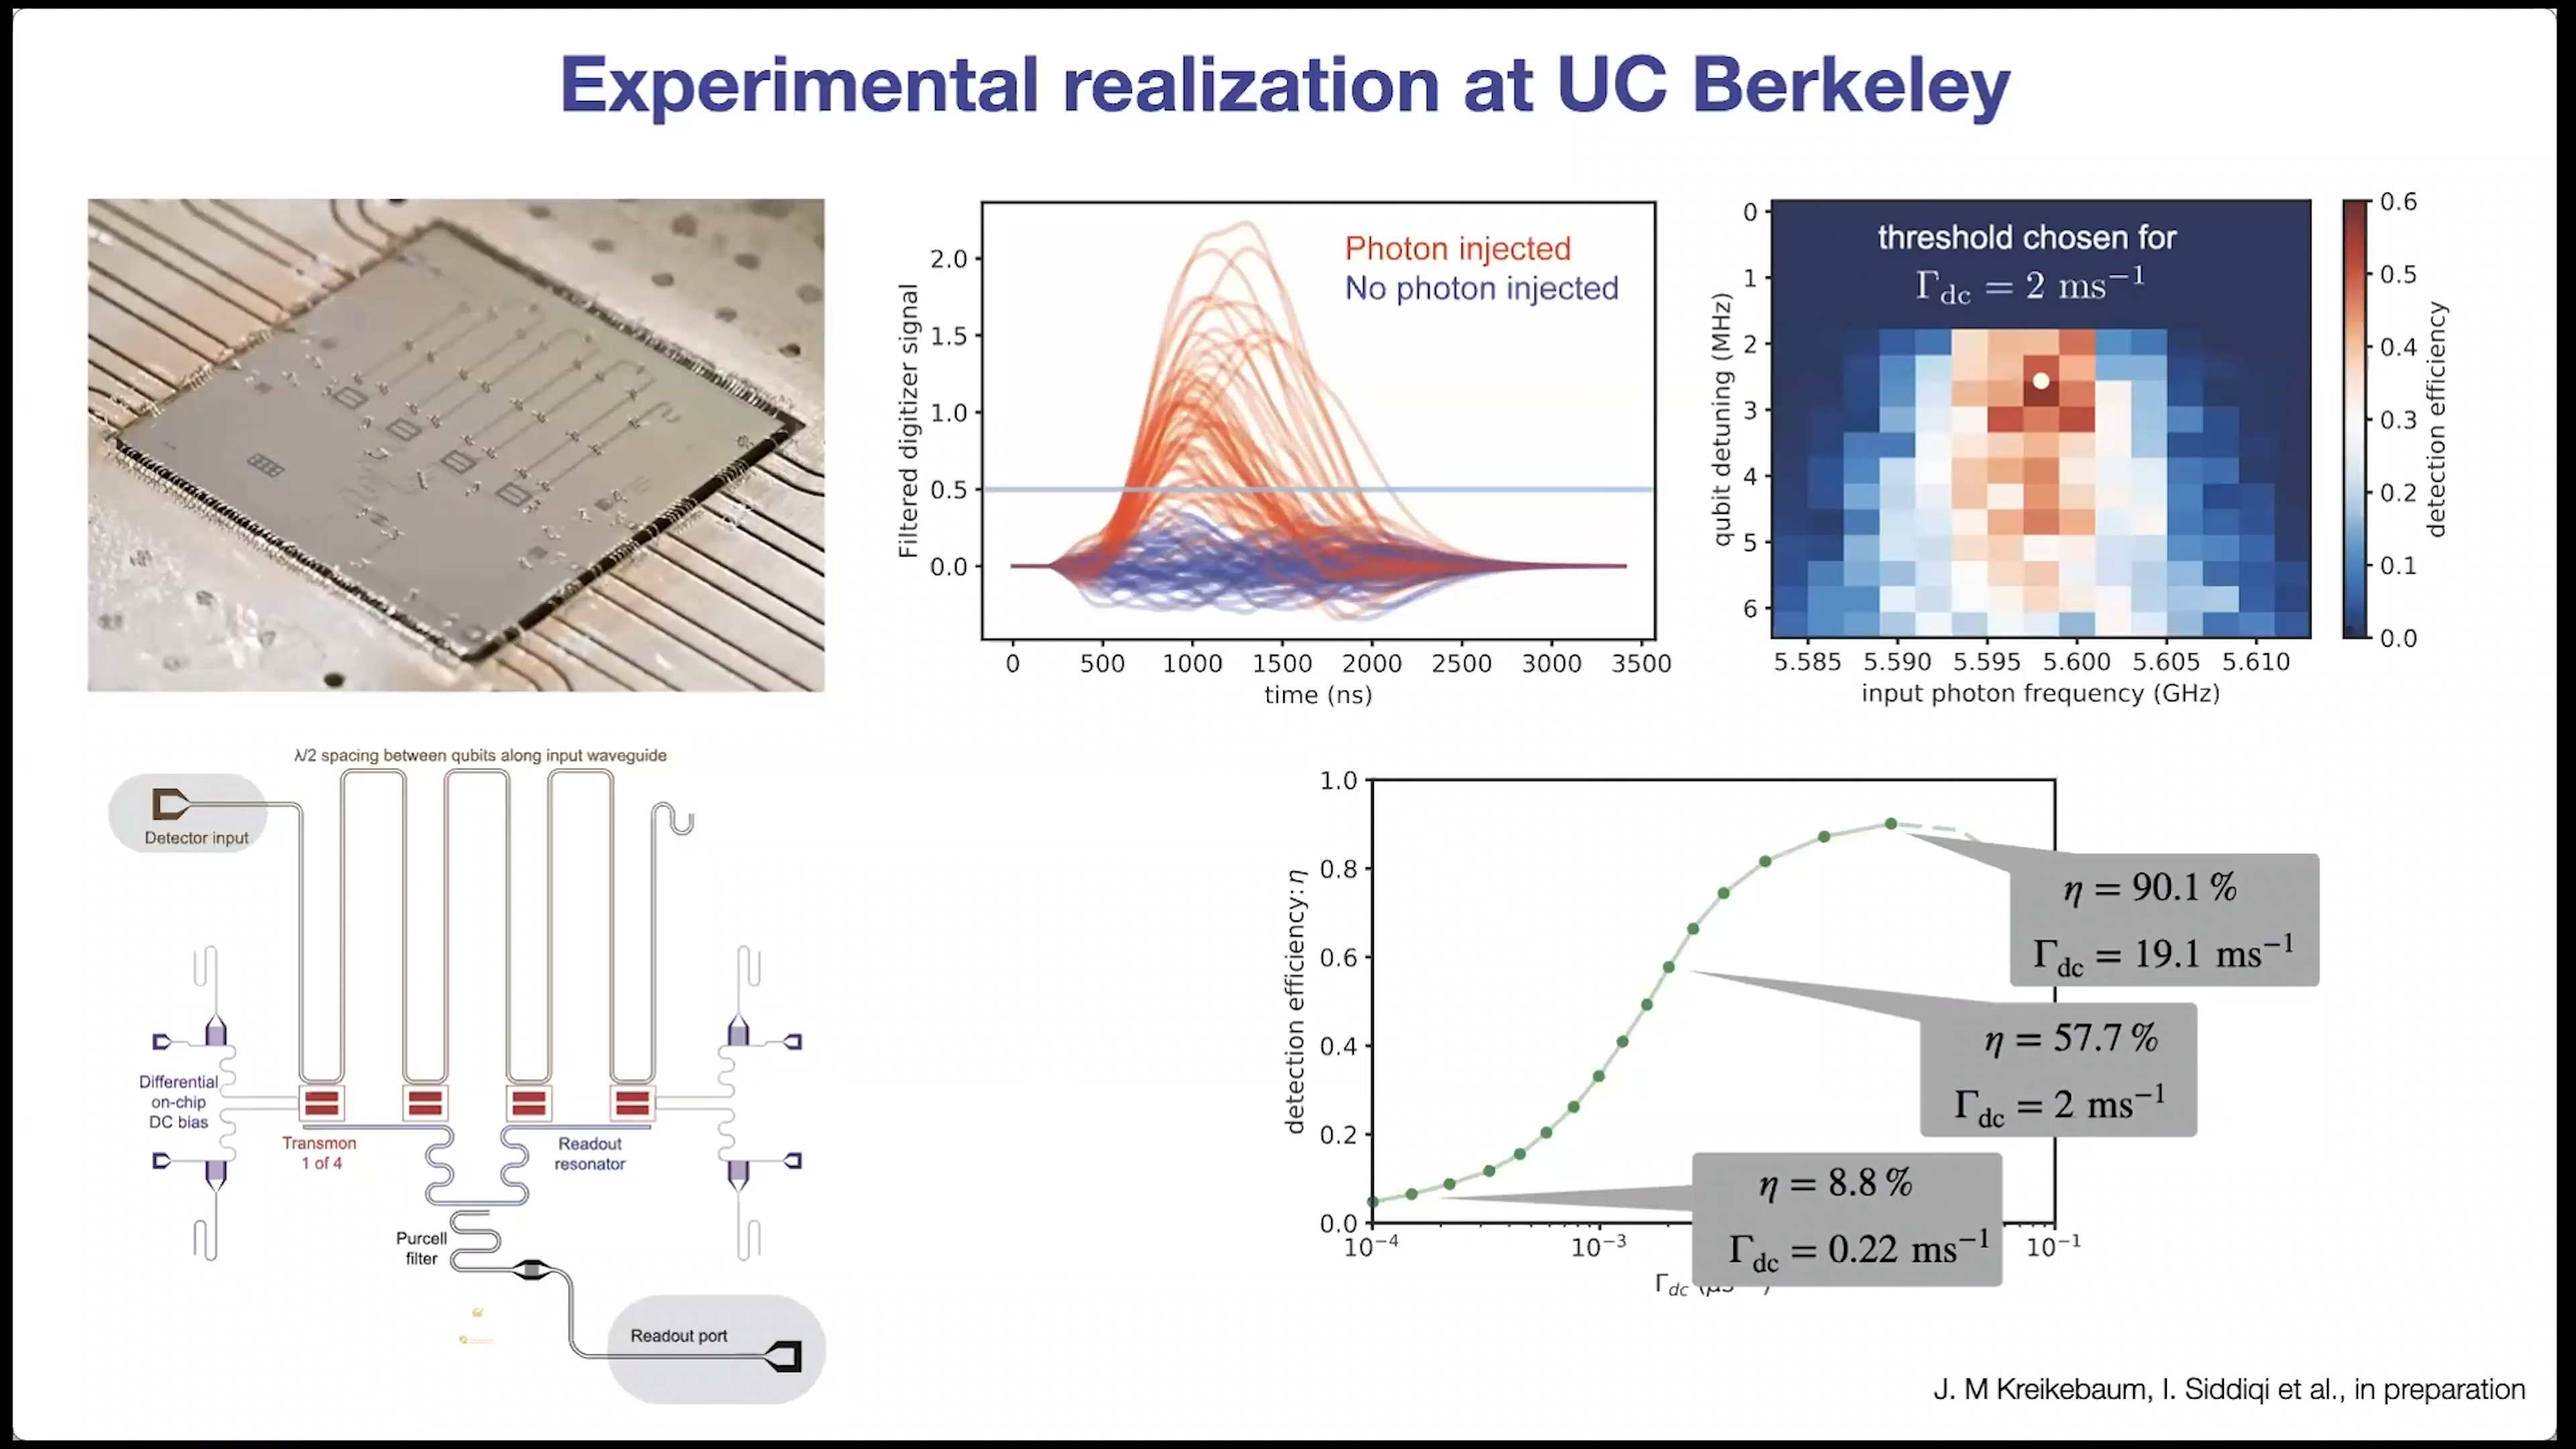 Experimental realization at UC Berkeley
Filtered digitizer signal
2.0
1.5
1.0
0.5
0.0
Photon injected
No photon injected
0 500 1000 1500 2000 2500 3000 3500
time (ns)
qubit detuning (MHz)
0
1
2
3
4
5
6
threshold chosen for
Γdc = 2 ms⁻¹
5.585 5.590 5.595 5.600 5.605 5.610
input photon frequency (GHz)
0.6
0.5
0.4
0.3
0.2
0.1
0.0
detection efficiency
λ/2 spacing between qubits along input waveguide
Detector input
Differential
on-chip
DC bias
Transmon
1 of 4
Readout
resonator
Purcell
filter
Readout port
detection efficiency: η
1.0
0.8
0.6
0.4
0.2
0.0
10⁻⁴ 10⁻³ 10⁻¹
Γdc
η = 90.1 %
Γdc = 19.1 ms⁻¹
η = 57.7 %
Γdc = 2 ms⁻¹
η = 8.8 %
Γdc = 0.22 ms⁻¹
J. M Kreikebaum, I. Siddiqi et al., in preparation